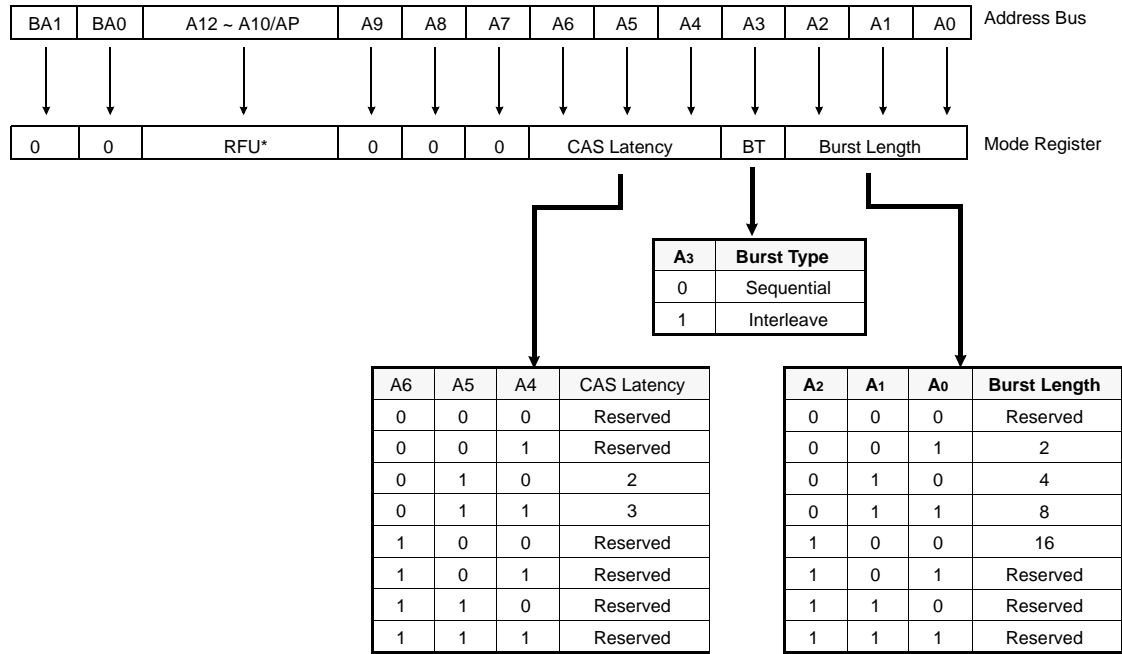 BA1 BA0 A12 ~ A10/AP A9 A8 A7 A6 A5 A4 A3 A2 A1 A0 Address Bus
0 0 RFU* 0 0 0 CAS Latency BT Burst Length Mode Register
A3 Burst Type
0 Sequential
1 Interleave
A6 A5 A4 CAS Latency
0 0 0 Reserved
0 0 1 Reserved
0 1 0 2
0 1 1 3
1 0 0 Reserved
1 0 1 Reserved
1 1 0 Reserved
1 1 1 Reserved
A2 A1 A0 Burst Length
0 0 0 Reserved
0 0 1 2
0 1 0 4
0 1 1 8
1 0 0 16
1 0 1 Reserved
1 1 0 Reserved
1 1 1 Reserved